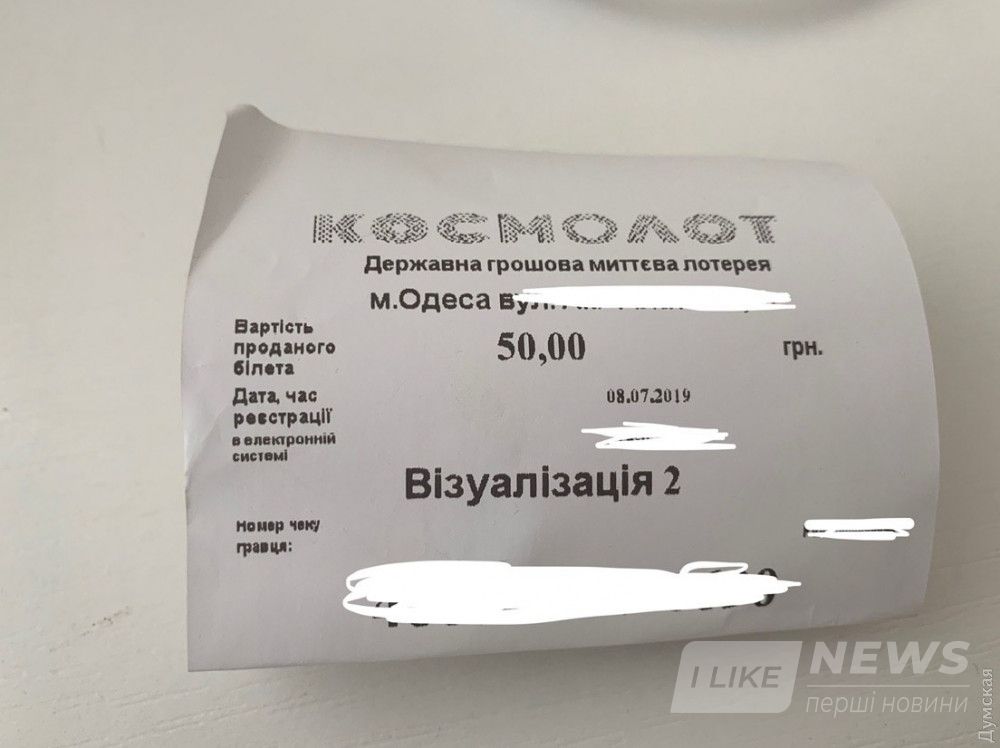 КОСМОЛОТ
Державна грошова миттєва лотерея
м.Одеса
Вартість
проданого
білета
50,00
грн.
Дата, час
реєстрації
в електронній
системі
08.07.2019
Візуалізація 2
Номер чеку
гравця:
I LIKE NEWS
перші новини
Думская